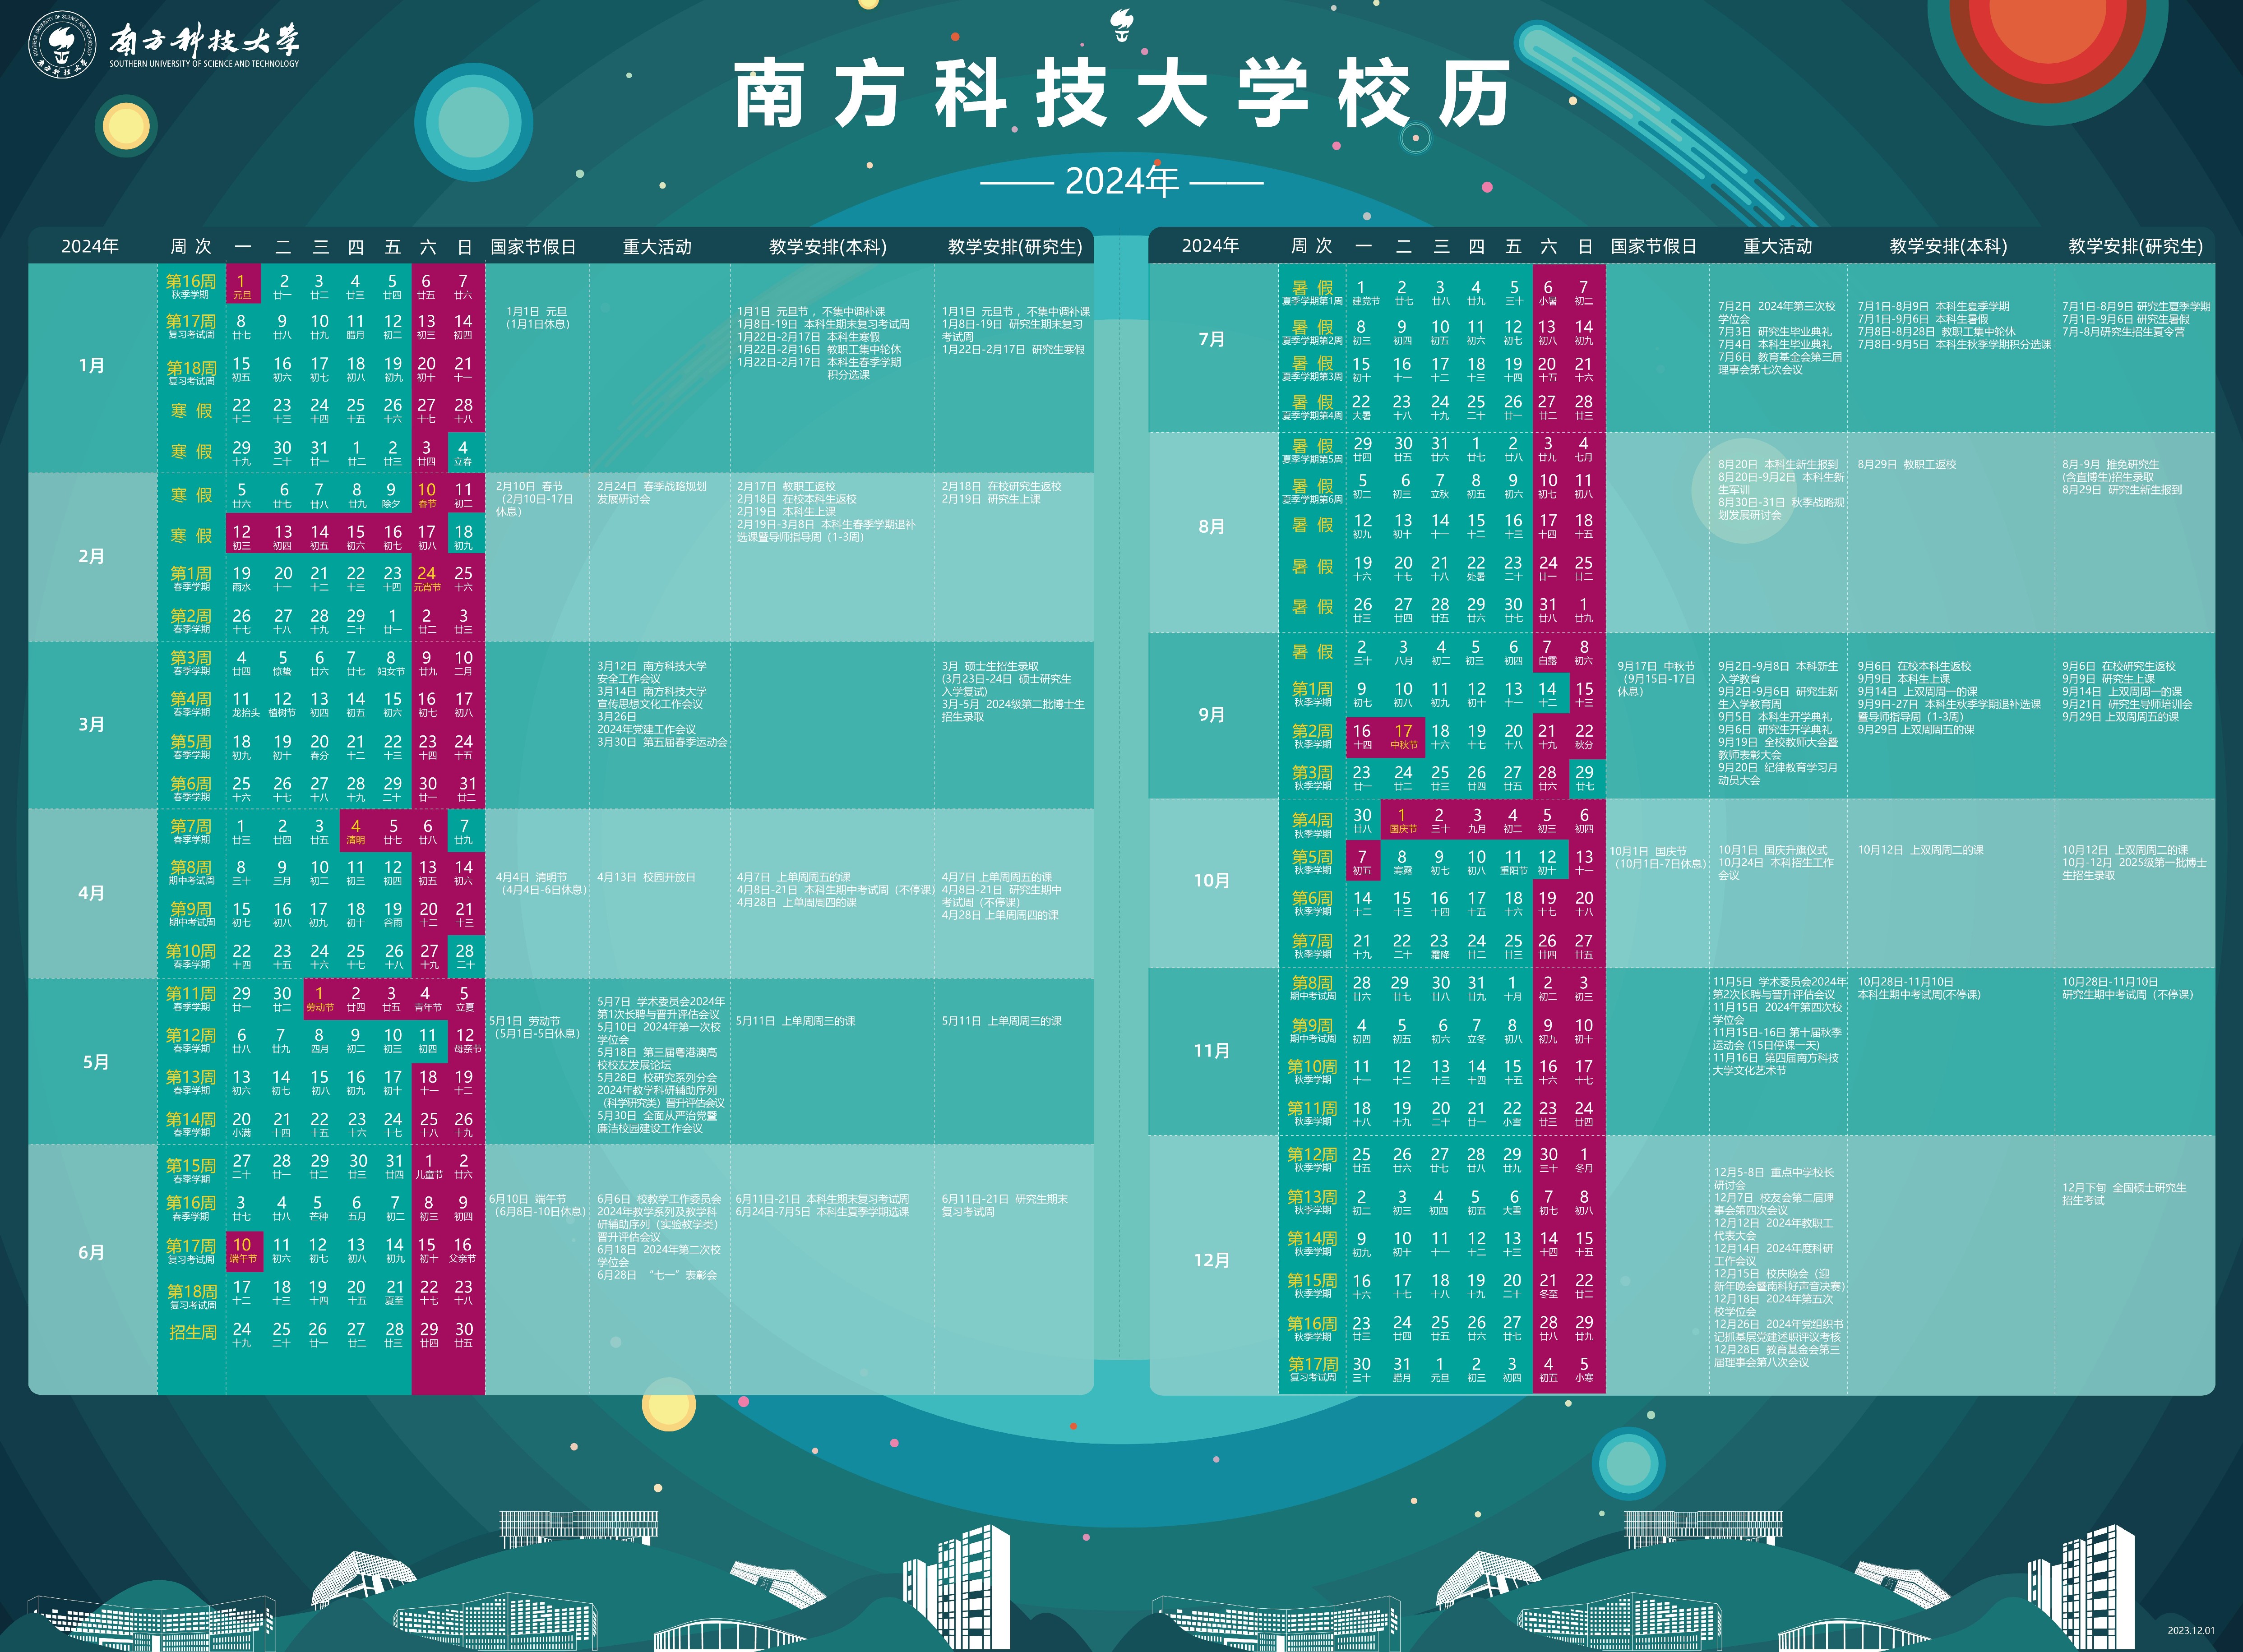 南方科技大学
SOUTHERN UNIVERSITY OF SCIENCE AND TECHNOLOGY
南方科技大学校历
2024年
2024年 周次 一 二 三 四 五 六 日 国家节假日 重大活动 教学安排(本科) 教学安排(研究生)
1月
第16周 1 2 3 4 5 6 7
秋季学期 元旦 廿一 廿二 廿三 廿四 廿五 廿六
第17周 8 9 10 11 12 13 14
复习考试周 廿七 廿八 廿九 腊月 初二 初三 初四
第18周 15 16 17 18 19 20 21
复习考试周 初五 初六 初七 初八 初九 初十 十一
寒假 22 23 24 25 26 27 28
十二 十三 十四 十五 十六 十七 十八
寒假 29 30 31 1 2 3 4
十九 二十 廿一 廿二 廿三 廿四 立春
1月1日 元旦
（1月1日休息）
1月1日 元旦节，不集中调补课
1月8日-19日 本科生期末复习考试周
1月22日-2月17日 本科生寒假
1月22日-2月16日 教职工集中轮休
1月22日-2月17日 本科生春季学期
积分选课
1月1日 元旦节，不集中调补课
1月8日-19日 研究生期末复习
考试周
1月22日-2月17日 研究生寒假
2月
寒假 5 6 7 8 9 10 11
廿六 廿七 廿八 廿九 除夕 春节 初二
寒假 12 13 14 15 16 17 18
初三 初四 初五 初六 初七 初八 初九
第1周 19 20 21 22 23 24 25
春季学期 雨水 十一 十二 十三 十四 元宵节 十六
第2周 26 27 28 29 1 2 3
春季学期 十七 十八 十九 二十 廿一 廿二 廿三
2月10日 春节
（2月10日-17日
休息）
2月24日 春季战略规划
发展研讨会
2月17日 教职工返校
2月18日 在校本科生返校
2月19日 本科生上课
2月19日-3月8日 本科生春季学期退补
选课暨导师指导周（1-3周）
2月18日 在校研究生返校
2月19日 研究生上课
3月
第3周 4 5 6 7 8 9 10
春季学期 廿四 惊蛰 廿六 廿七 妇女节 廿九 二月
第4周 11 12 13 14 15 16 17
春季学期 龙抬头 植树节 初四 初五 初六 初七 初八
第5周 18 19 20 21 22 23 24
春季学期 初九 初十 春分 十二 十三 十四 十五
第6周 25 26 27 28 29 30 31
春季学期 十六 十七 十八 十九 二十 廿一 廿二
3月12日 南方科技大学
安全工作会议
3月14日 南方科技大学
宣传思想文化工作会议
3月26日
2024年党建工作会议
3月30日 第五届春季运动会
3月 硕士生招生录取
(3月23日-24日 硕士研究生
入学复试)
3月-5月 2024级第二批博士生
招生录取
4月
第7周 1 2 3 4 5 6 7
春季学期 廿三 廿四 廿五 清明 廿七 廿八 廿九
第8周 8 9 10 11 12 13 14
期中考试周 三十 三月 初二 初三 初四 初五 初六
第9周 15 16 17 18 19 20 21
期中考试周 初七 初八 初九 初十 谷雨 十二 十三
第10周 22 23 24 25 26 27 28
春季学期 十四 十五 十六 十七 十八 十九 二十
4月4日 清明节
（4月4日-6日休息）
4月13日 校园开放日
4月7日 上单周周五的课
4月8日-21日 本科生期中考试周（不停课）
4月28日 上单周周四的课
4月7日 上单周周五的课
4月8日-21日 研究生期中
考试周（不停课）
4月28日 上单周周四的课
5月
第11周 29 30 1 2 3 4 5
春季学期 廿一 廿二 劳动节 廿四 廿五 青年节 立夏
第12周 6 7 8 9 10 11 12
春季学期 廿八 廿九 四月 初二 初三 初四 母亲节
第13周 13 14 15 16 17 18 19
春季学期 初六 初七 初八 初九 初十 十一 十二
第14周 20 21 22 23 24 25 26
春季学期 小满 十四 十五 十六 十七 十八 十九
5月1日 劳动节
（5月1日-5日休息）
5月7日 学术委员会2024年
第1次长聘与晋升评估会议
5月10日 2024年第一次校
学位会
5月18日 第三届粤港澳高
校校友发展论坛
5月28日 校研究系列分会
2024年教学科研辅助序列
（科学研究类）晋升评估会议
5月30日 全面从严治党暨
廉洁校园建设工作会议
5月11日 上单周周三的课
5月11日 上单周周三的课
6月
第15周 27 28 29 30 31 1 2
春季学期 二十 廿一 廿二 廿三 廿四 儿童节 廿六
第16周 3 4 5 6 7 8 9
春季学期 廿七 廿八 芒种 五月 初二 初三 初四
第17周 10 11 12 13 14 15 16
复习考试周 端午节 初六 初七 初八 初九 初十 父亲节
第18周 17 18 19 20 21 22 23
复习考试周 十二 十三 十四 十五 夏至 十七 十八
招生周 24 25 26 27 28 29 30
十九 二十 廿一 廿二 廿三 廿四 廿五
6月10日 端午节
（6月8日-10日休息）
6月6日 校教学工作委员会
2024年教学系列及教学科
研辅助序列（实验教学类）
晋升评估会议
6月18日 2024年第二次校
学位会
6月28日 “七一”表彰会
6月11日-21日 本科生期末复习考试周
6月24日-7月5日 本科生夏季学期选课
6月11日-21日 研究生期末
复习考试周
2024年 周次 一 二 三 四 五 六 日 国家节假日 重大活动 教学安排(本科) 教学安排(研究生)
7月
暑假 1 2 3 4 5 6 7
夏季学期第1周 建党节 廿七 廿八 廿九 三十 小暑 初二
暑假 8 9 10 11 12 13 14
夏季学期第2周 初三 初四 初五 初六 初七 初八 初九
暑假 15 16 17 18 19 20 21
夏季学期第3周 初十 十一 十二 十三 十四 十五 十六
暑假 22 23 24 25 26 27 28
夏季学期第4周 大暑 十八 十九 二十 廿一 廿二 廿三
7月2日 2024年第三次校
学位会
7月3日 研究生毕业典礼
7月4日 本科生毕业典礼
7月6日 教育基金会第三届
理事会第七次会议
7月1日-8月9日 本科生夏季学期
7月1日-9月6日 本科生暑假
7月8日-8月28日 教职工集中轮休
7月8日-9月5日 本科生秋季学期积分选课
7月1日-8月9日 研究生夏季学期
7月1日-9月6日 研究生暑假
7月-8月研究生招生夏令营
8月
暑假 29 30 31 1 2 3 4
夏季学期第5周 廿四 廿五 廿六 廿七 廿八 廿九 七月
暑假 5 6 7 8 9 10 11
夏季学期第6周 初二 初三 立秋 初五 初六 初七 初八
暑假 12 13 14 15 16 17 18
初九 初十 十一 十二 十三 十四 十五
暑假 19 20 21 22 23 24 25
十六 十七 十八 处暑 二十 廿一 廿二
暑假 26 27 28 29 30 31 1
廿三 廿四 廿五 廿六 廿七 廿八 廿九
8月20日 本科生新生报到
8月20日-9月2日 本科生新
生军训
8月30日-31日 秋季战略规
划发展研讨会
8月29日 教职工返校
8月-9月 推免研究生
(含直博生)招生录取
8月29日 研究生新生报到
9月
暑假 2 3 4 5 6 7 8
三十 八月 初二 初三 初四 白露 初六
第1周 9 10 11 12 13 14 15
秋季学期 初七 初八 初九 初十 十一 十二 十三
第2周 16 17 18 19 20 21 22
秋季学期 十四 中秋节 十六 十七 十八 十九 秋分
第3周 23 24 25 26 27 28 29
秋季学期 廿一 廿二 廿三 廿四 廿五 廿六 廿七
9月17日 中秋节
（9月15日-17日
休息）
9月2日-9月8日 本科新生
入学教育
9月2日-9月6日 研究生新
生入学教育周
9月5日 本科生开学典礼
9月6日 研究生开学典礼
9月19日 全校教师大会暨
教师表彰大会
9月20日 纪律教育学习月
动员大会
9月6日 在校本科生返校
9月9日 本科生上课
9月14日 上双周周一的课
9月9日-27日 本科生秋季学期退补选课
暨导师指导周（1-3周）
9月29日 上双周周五的课
9月6日 在校研究生返校
9月9日 研究生上课
9月14日 上双周周一的课
9月21日 研究生导师培训会
9月29日 上双周周五的课
10月
第4周 30 1 2 3 4 5 6
秋季学期 廿八 国庆节 三十 九月 初二 初三 初四
第5周 7 8 9 10 11 12 13
秋季学期 初五 寒露 初七 初八 重阳节 初十 十一
第6周 14 15 16 17 18 19 20
秋季学期 十二 十三 十四 十五 十六 十七 十八
第7周 21 22 23 24 25 26 27
秋季学期 十九 二十 霜降 廿二 廿三 廿四 廿五
10月1日 国庆节
（10月1日-7日休息）
10月1日 国庆升旗仪式
10月24日 本科招生工作
会议
10月12日 上双周周二的课
10月12日 上双周周二的课
10月-12月 2025级第一批博士
生招生录取
11月
第8周 28 29 30 31 1 2 3
期中考试周 廿六 廿七 廿八 廿九 十月 初二 初三
第9周 4 5 6 7 8 9 10
期中考试周 初四 初五 初六 立冬 初八 初九 初十
第10周 11 12 13 14 15 16 17
秋季学期 十一 十二 十三 十四 十五 十六 十七
第11周 18 19 20 21 22 23 24
秋季学期 十八 十九 二十 廿一 小雪 廿三 廿四
11月5日 学术委员会2024年
第2次长聘与晋升评估会议
11月15日 2024年第四次校
学位会
11月15日-16日 第十届秋季
运动会 (15日停课一天)
11月16日 第四届南方科技
大学文化艺术节
10月28日-11月10日
本科生期中考试周(不停课)
10月28日-11月10日
研究生期中考试周（不停课）
12月
第12周 25 26 27 28 29 30 1
秋季学期 廿五 廿六 廿七 廿八 廿九 三十 冬月
第13周 2 3 4 5 6 7 8
秋季学期 初二 初三 初四 初五 大雪 初七 初八
第14周 9 10 11 12 13 14 15
秋季学期 初九 初十 十一 十二 十三 十四 十五
第15周 16 17 18 19 20 21 22
秋季学期 十六 十七 十八 十九 二十 冬至 廿二
第16周 23 24 25 26 27 28 29
秋季学期 廿三 廿四 廿五 廿六 廿七 廿八 廿九
第17周 30 31 1 2 3 4 5
复习考试周 三十 腊月 元旦 初三 初四 初五 小寒
12月5-8日 重点中学校长
研讨会
12月7日 校友会第二届理
事会第四次会议
12月12日 2024年教职工
代表大会
12月14日 2024年度科研
工作会议
12月15日 校庆晚会（迎
新年晚会暨南科好声音决赛）
12月18日 2024年第五次
校学位会
12月26日 2024年党组织书
记抓基层党建述职评议考核
12月28日 教育基金会第三
届理事会第八次会议
12月下旬 全国硕士研究生
招生考试
2023.12.01